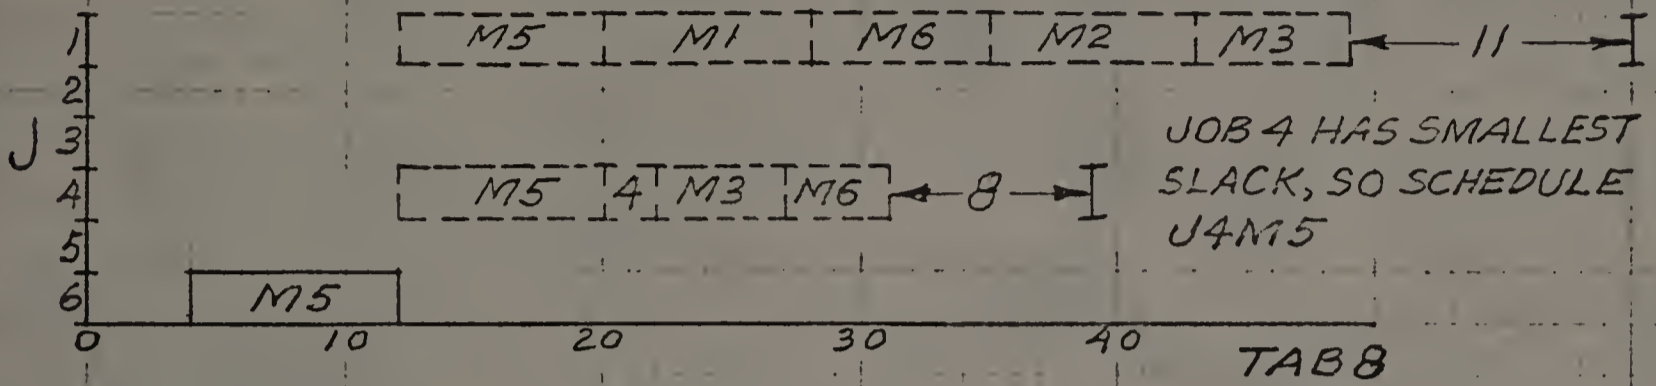 1 M5 M1 M6 M2 M3 11
2
J 3 JOB 4 HAS SMALLEST
4 M5 4 M3 M6 8 SLACK, SO SCHEDULE
5 J4M5
6 M5
0 10 20 30 40
TAB 8